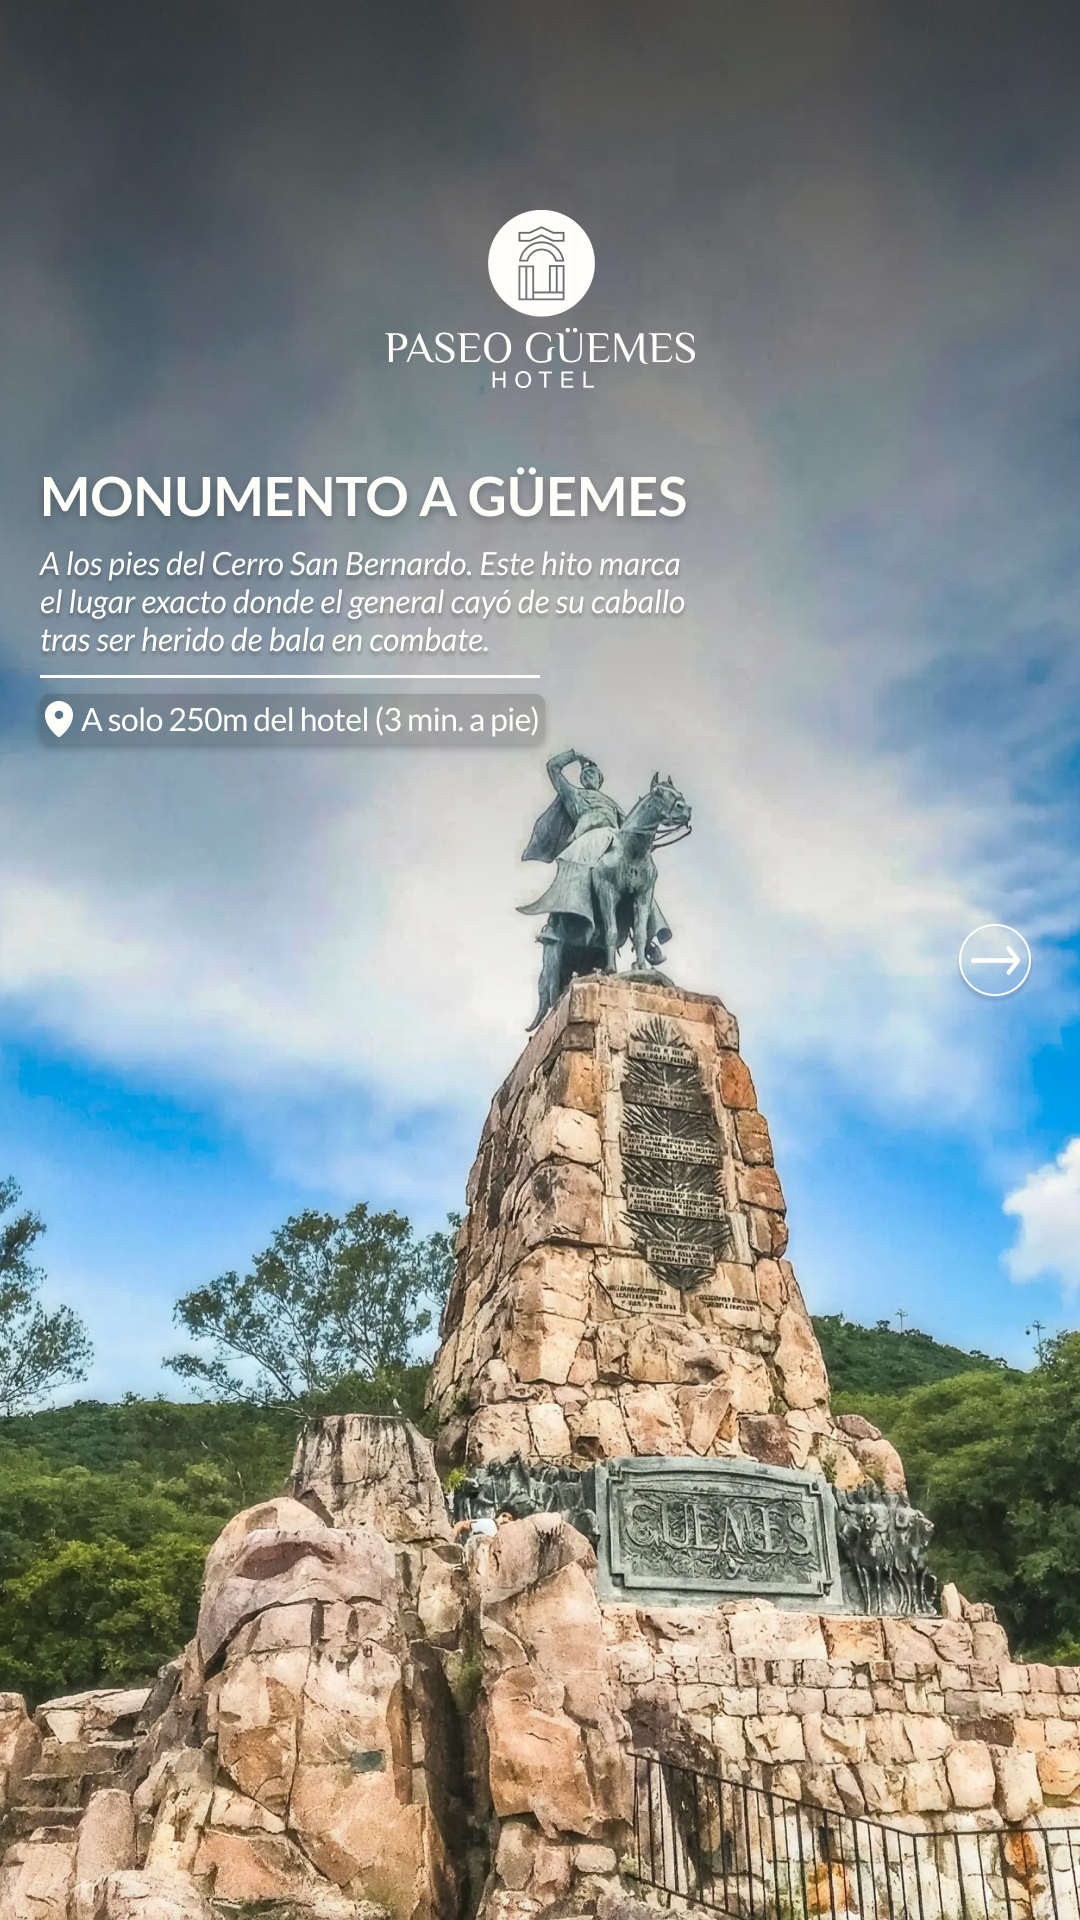 PASEO GÜEMES
HOTEL
MONUMENTO A GÜEMES
A los pies del Cerro San Bernardo. Este hito marca
el lugar exacto donde el general cayó de su caballo
tras ser herido de bala en combate.
A solo 250m del hotel (3 min. a pie)
GÜEMES